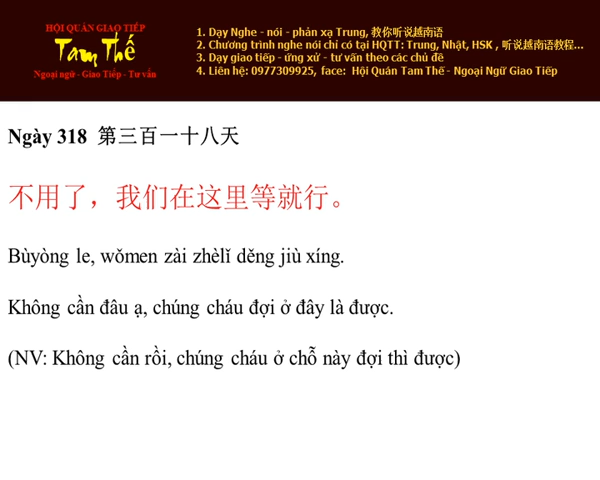 HỘI QUÁN GIAO TIẾP
Tam Thế
Ngoại ngữ - Giao Tiếp - Tư vấn
1. Dạy Nghe - nói - phản xạ Trung, 教你听说越南语
2. Chương trình nghe nói chỉ có tại HQTT: Trung, Nhật, HSK , 听说越南语教程...
3. Dạy giao tiếp - ứng xử - tư vấn theo các chủ đề
4. Liên hệ: 0977309925, face: Hội Quán Tam Thế - Ngoại Ngữ Giao Tiếp
Ngày 318 第三百一十八天
不用了，我们在这里等就行。
Bùyòng le, wǒmen zài zhèlǐ děng jiù xíng.
Không cần đâu ạ, chúng cháu đợi ở đây là được.
(NV: Không cần rồi, chúng cháu ở chỗ này đợi thì được)